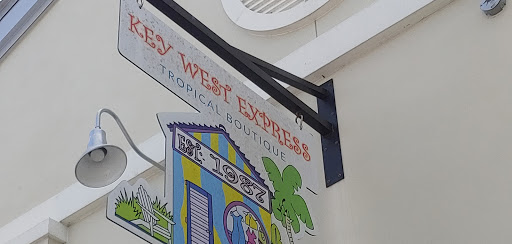 KEY WEST EXPRESS
TROPICAL BOUTIQUE
EST. 1987